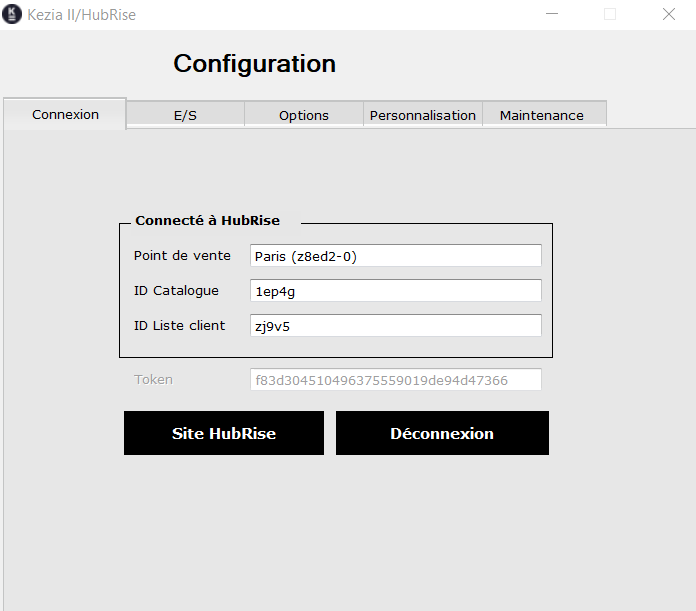 Kezia II/HubRise
Configuration
Connexion E/S Options Personnalisation Maintenance
Connecté à HubRise
Point de vente Paris (z8ed2-0)
ID Catalogue 1ep4g
ID Liste client zj9v5
Token f83d304510496375559019de94d47366
Site HubRise Déconnexion